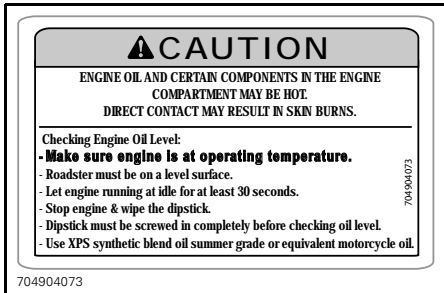 CAUTION
ENGINE OIL AND CERTAIN COMPONENTS IN THE ENGINE
COMPARTMENT MAY BE HOT.
DIRECT CONTACT MAY RESULT IN SKIN BURNS.
Checking Engine Oil Level:
- Make sure engine is at operating temperature.
- Roadster must be on a level surface.
- Let engine running at idle for at least 30 seconds.
- Stop engine & wipe the dipstick.
- Dipstick must be screwed in completely before checking oil level.
- Use XPS synthetic blend oil summer grade or equivalent motorcycle oil.
704904073
704904073